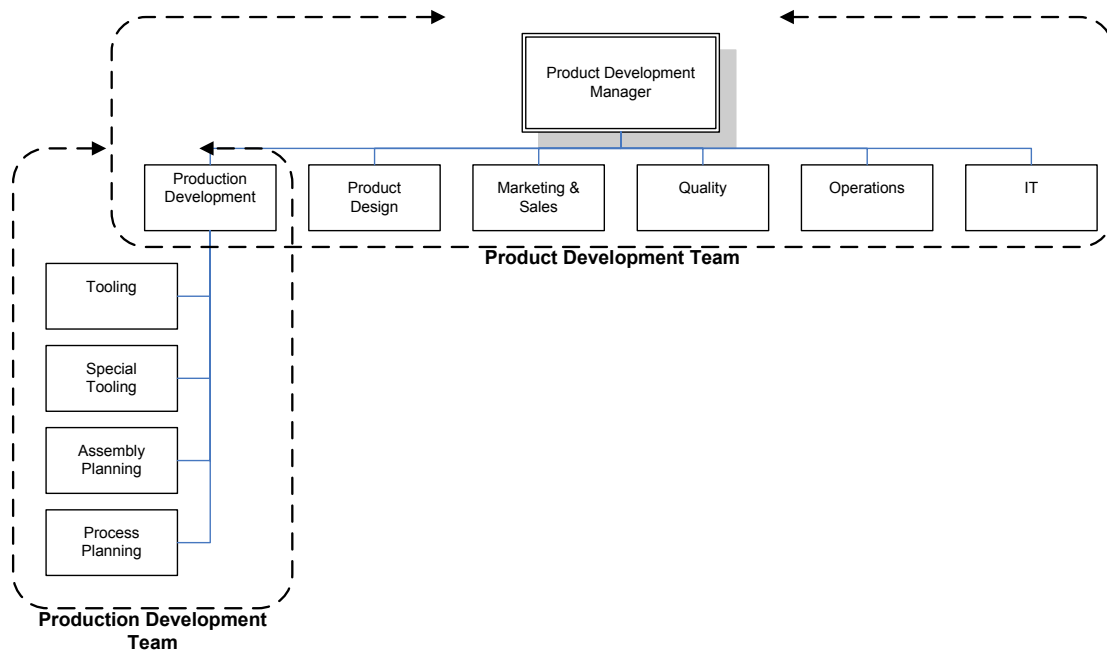 Product Development
Manager
Production
Development
Product
Design
Marketing &
Sales
Quality
Operations
IT
Product Development Team
Tooling
Special
Tooling
Assembly
Planning
Process
Planning
Production Development
Team